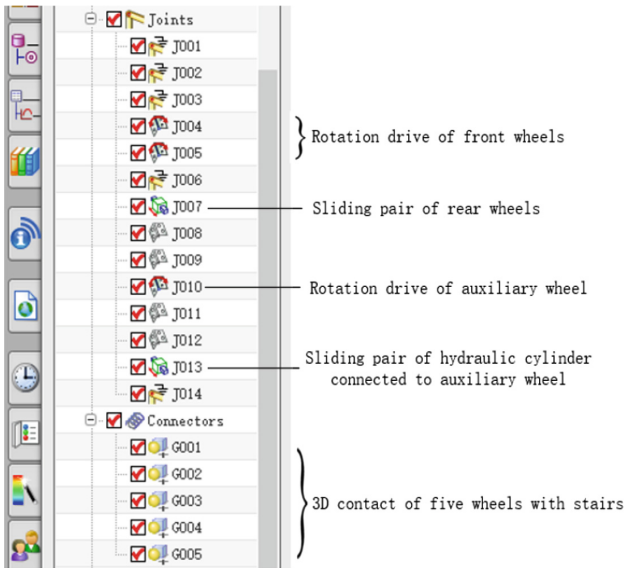 Joints
J001
J002
J003
J004
J005
Rotation drive of front wheels
J006
J007
Sliding pair of rear wheels
J008
J009
J010
Rotation drive of auxiliary wheel
J011
J012
J013
Sliding pair of hydraulic cylinder
connected to auxiliary wheel
J014
Connectors
G001
G002
G003
3D contact of five wheels with stairs
G004
G005